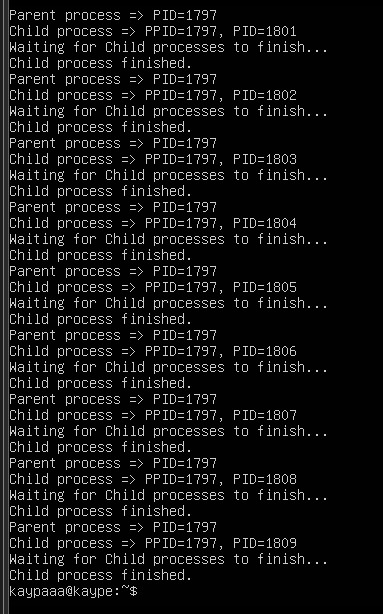 Parent process => PID=1797
Child process => PPID=1797, PID=1801
Waiting for Child processes to finish...
Child process finished.
Parent process => PID=1797
Child process => PPID=1797, PID=1802
Waiting for Child processes to finish...
Child process finished.
Parent process => PID=1797
Child process => PPID=1797, PID=1803
Waiting for Child processes to finish...
Child process finished.
Parent process => PID=1797
Child process => PPID=1797, PID=1804
Waiting for Child processes to finish...
Child process finished.
Parent process => PID=1797
Child process => PPID=1797, PID=1805
Waiting for Child processes to finish...
Child process finished.
Parent process => PID=1797
Child process => PPID=1797, PID=1806
Waiting for Child processes to finish...
Child process finished.
Parent process => PID=1797
Child process => PPID=1797, PID=1807
Waiting for Child processes to finish...
Child process finished.
Parent process => PID=1797
Child process => PPID=1797, PID=1808
Waiting for Child processes to finish...
Child process finished.
Parent process => PID=1797
Child process => PPID=1797, PID=1809
Waiting for Child processes to finish...
Child process finished.
kaypaaa@kaype:~$